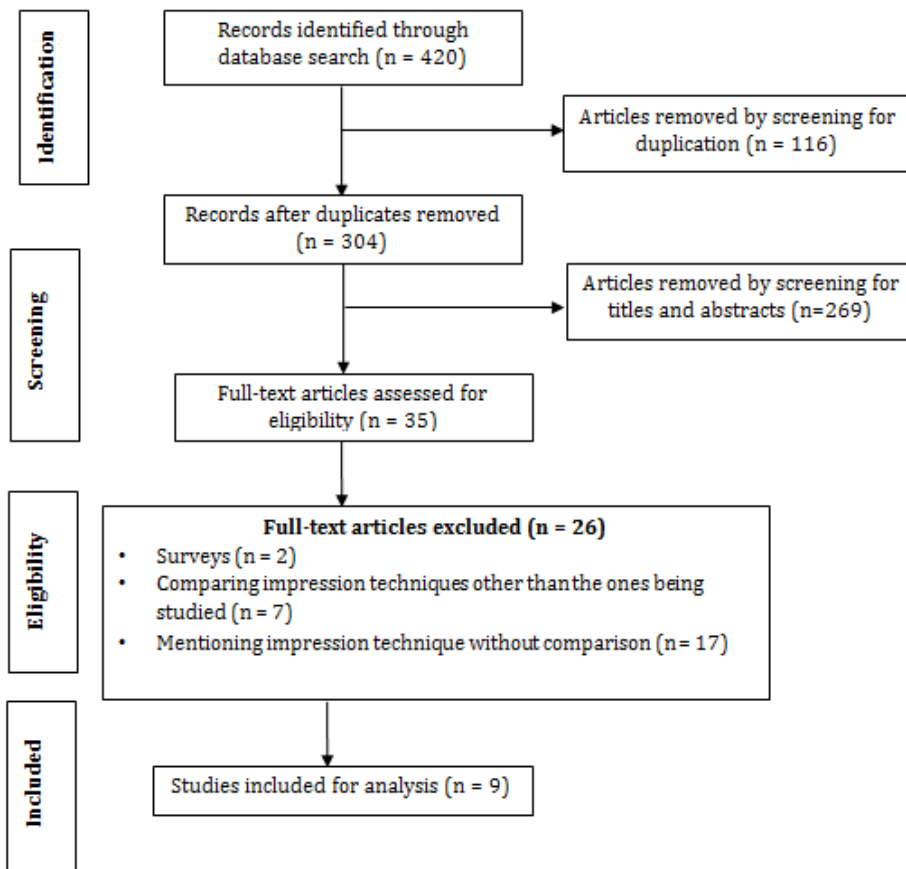 Identification
Records identified through
database search (n = 420)
Articles removed by screening for
duplication (n = 116)
Records after duplicates removed
(n = 304)
Screening
Articles removed by screening for
titles and abstracts (n=269)
Full-text articles assessed for
eligibility (n = 35)
Eligibility
Full-text articles excluded (n = 26)
• Surveys (n = 2)
• Comparing impression techniques other than the ones being
studied (n = 7)
• Mentioning impression technique without comparison (n = 17)
Included
Studies included for analysis (n = 9)